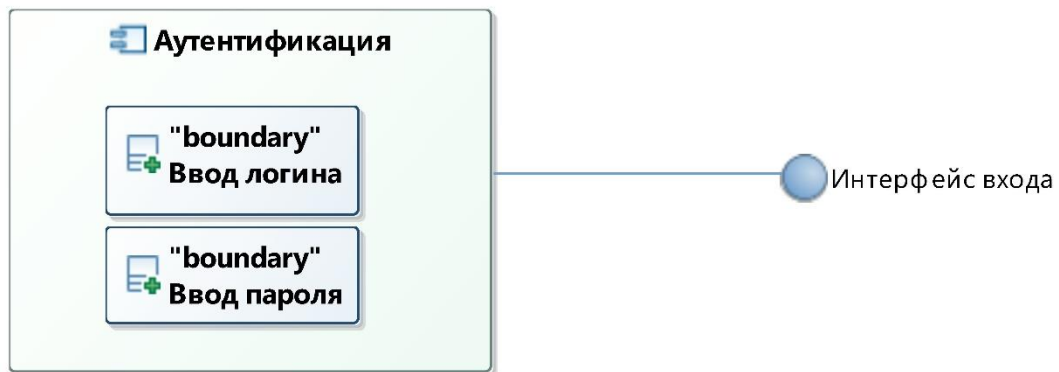 Аутентификация
"boundary"
Ввод логина
Интерфейс входа
"boundary"
Ввод пароля